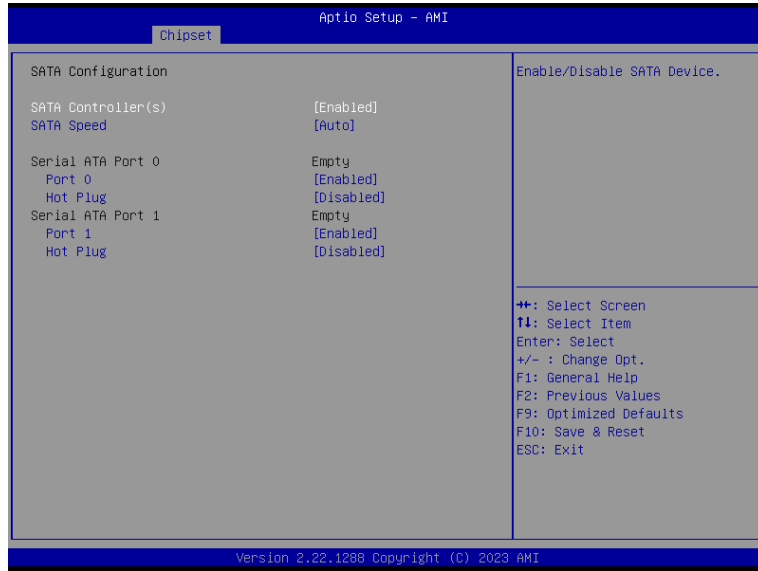 Aptio Setup – AMI
Chipset
SATA Configuration
SATA Controller(s) [Enabled]
SATA Speed [Auto]
Serial ATA Port 0 Empty
Port 0 [Enabled]
Hot Plug [Disabled]
Serial ATA Port 1 Empty
Port 1 [Enabled]
Hot Plug [Disabled]
Enable/Disable SATA Device.
→←: Select Screen
↑↓: Select Item
Enter: Select
+/- : Change Opt.
F1: General Help
F2: Previous Values
F9: Optimized Defaults
F10: Save & Reset
ESC: Exit
Version 2.22.1288 Copyright (C) 2023 AMI